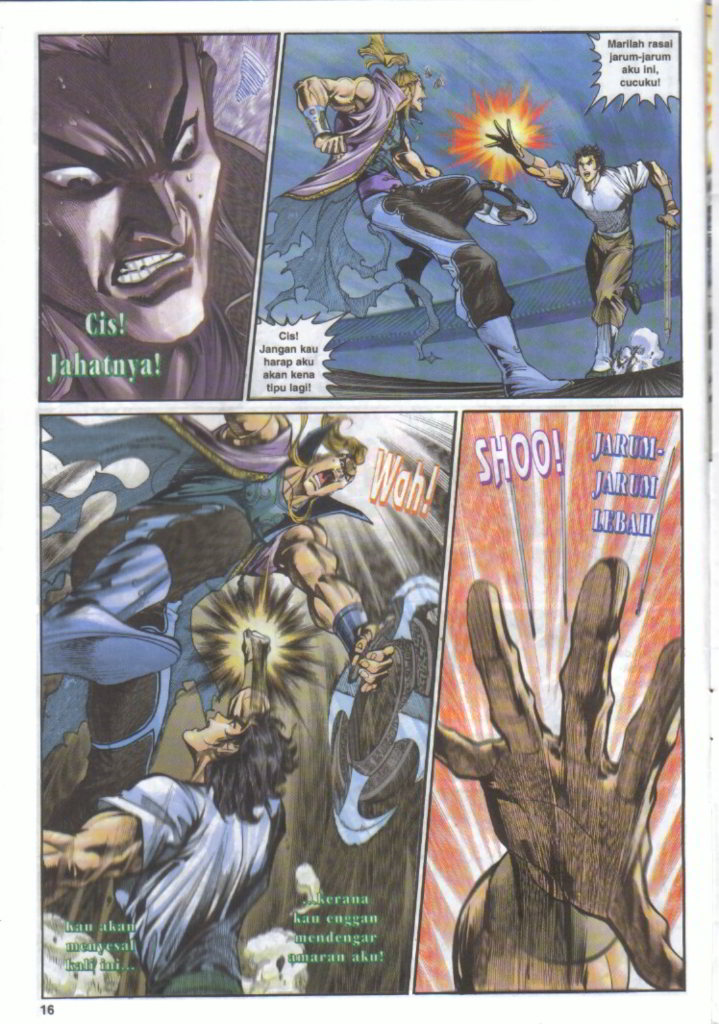 Cis!
Jahatnya!
Marilah rasai
jarum-jarum
aku ini,
cucuku!
Cis!
Jangan kau
harap aku
akan kena
tipu lagi!
Wah!
kau akan
menyesal
kali ini...
...kerana
kau enggan
mendengar
amaran aku!
SHOO!
JARUM-
JARUM
LEBAH
16